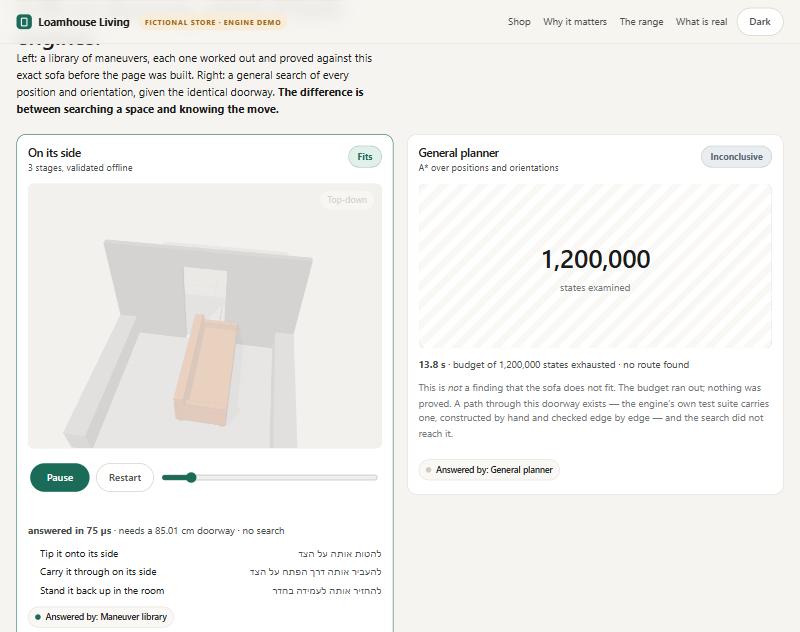 Loamhouse Living
FICTIONAL STORE · ENGINE DEMO
Shop
Why it matters
The range
What is real
Dark
Left: a library of maneuvers, each one worked out and proved against this
exact sofa before the page was built. Right: a general search of every
position and orientation, given the identical doorway. The difference is
between searching a space and knowing the move.
On its side
3 stages, validated offline
Fits
Top-down
Pause
Restart
answered in 75 µs · needs a 85.01 cm doorway · no search
Tip it onto its side
להטות אותה על הצד
Carry it through on its side
להעביר אותה דרך הפתח על הצד
Stand it back up in the room
להחזיר אותה לעמידה בחדר
Answered by: Maneuver library
General planner
A* over positions and orientations
Inconclusive
1,200,000
states examined
13.8 s · budget of 1,200,000 states exhausted · no route found
This is not a finding that the sofa does not fit. The budget ran out; nothing was
proved. A path through this doorway exists — the engine's own test suite carries
one, constructed by hand and checked edge by edge — and the search did not
reach it.
Answered by: General planner